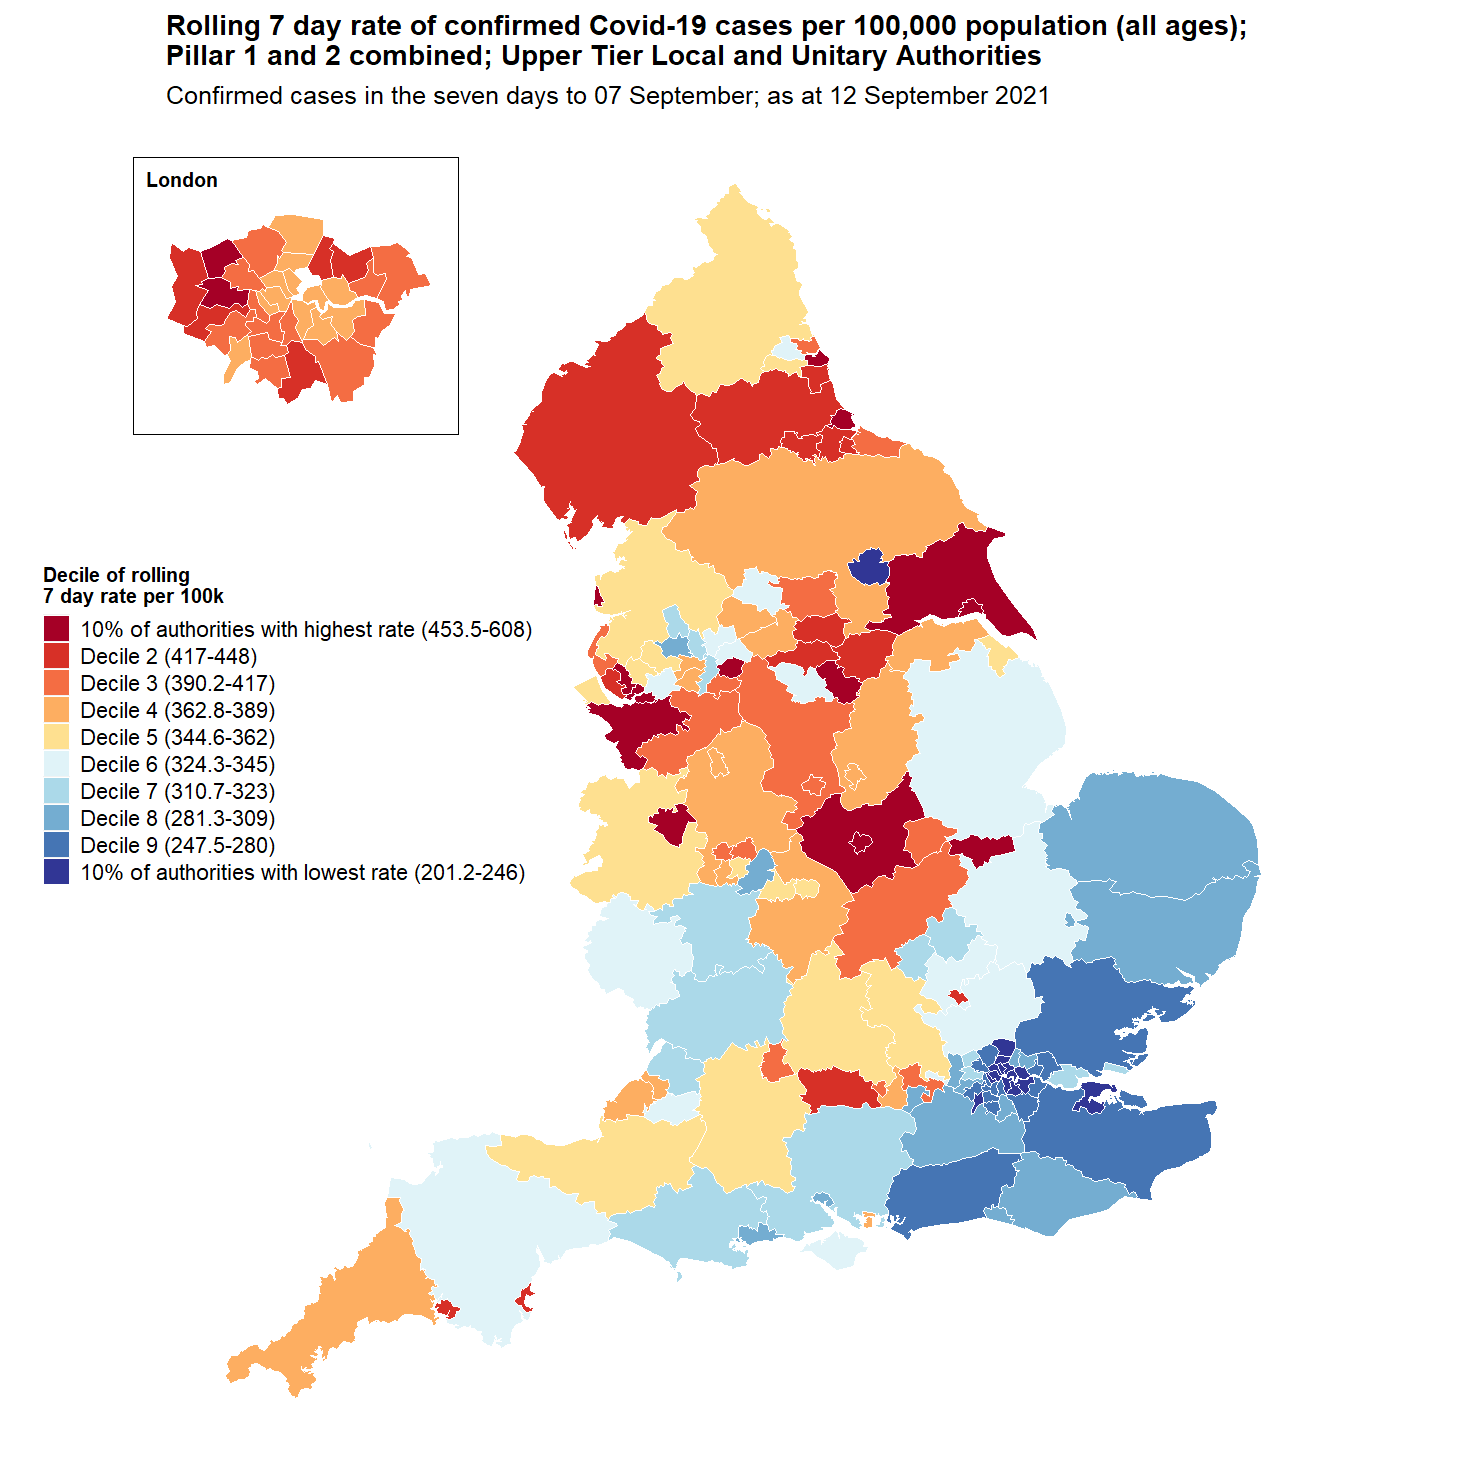 Rolling 7 day rate of confirmed Covid-19 cases per 100,000 population (all ages);
Pillar 1 and 2 combined; Upper Tier Local and Unitary Authorities
Confirmed cases in the seven days to 07 September; as at 12 September 2021
London
Decile of rolling
7 day rate per 100k
10% of authorities with highest rate (453.5-608)
Decile 2 (417-448)
Decile 3 (390.2-417)
Decile 4 (362.8-389)
Decile 5 (344.6-362)
Decile 6 (324.3-345)
Decile 7 (310.7-323)
Decile 8 (281.3-309)
Decile 9 (247.5-280)
10% of authorities with lowest rate (201.2-246)